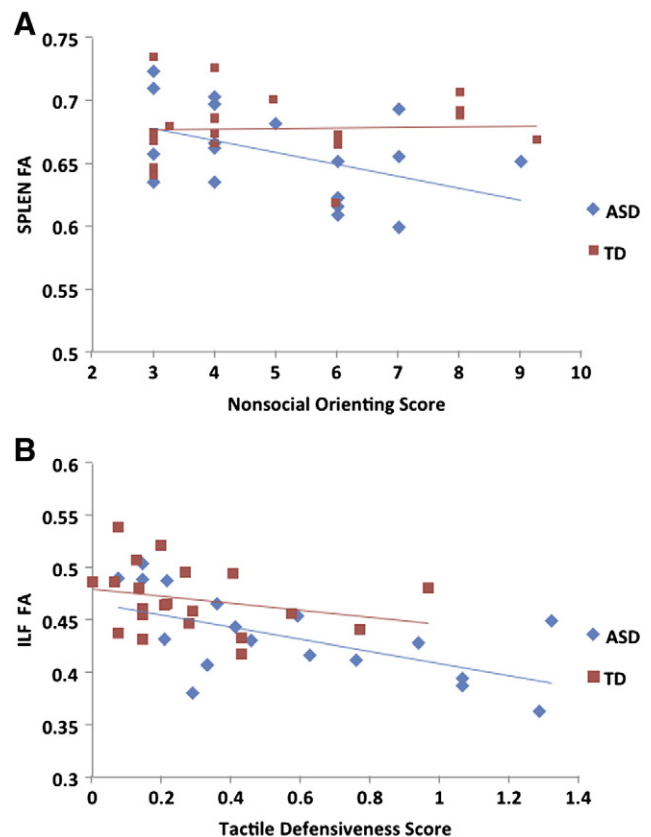 A
0.75
0.7
0.65
0.6
0.55
0.5
SPLEN FA
2 3 4 5 6 7 8 9 10
Nonsocial Orienting Score
ASD
TD
B
0.6
0.55
0.5
0.45
0.4
0.35
0.3
ILF FA
0 0.2 0.4 0.6 0.8 1 1.2 1.4
Tactile Defensiveness Score
ASD
TD